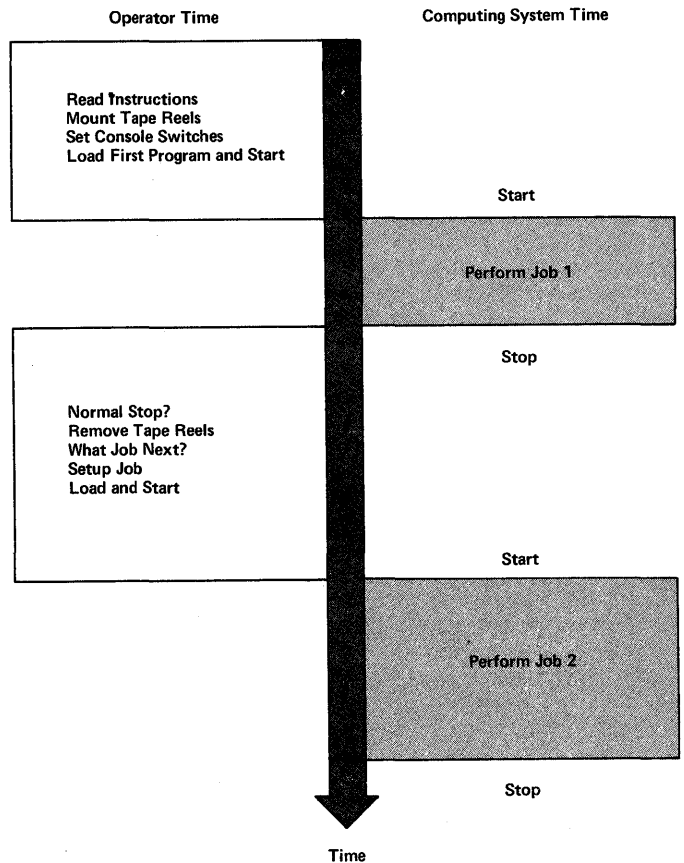 Operator Time
Computing System Time
Read Instructions
Mount Tape Reels
Set Console Switches
Load First Program and Start
Start
Perform Job 1
Stop
Normal Stop?
Remove Tape Reels
What Job Next?
Setup Job
Load and Start
Start
Perform Job 2
Stop
Time